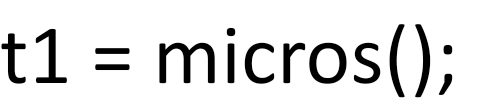 t1 = micros();